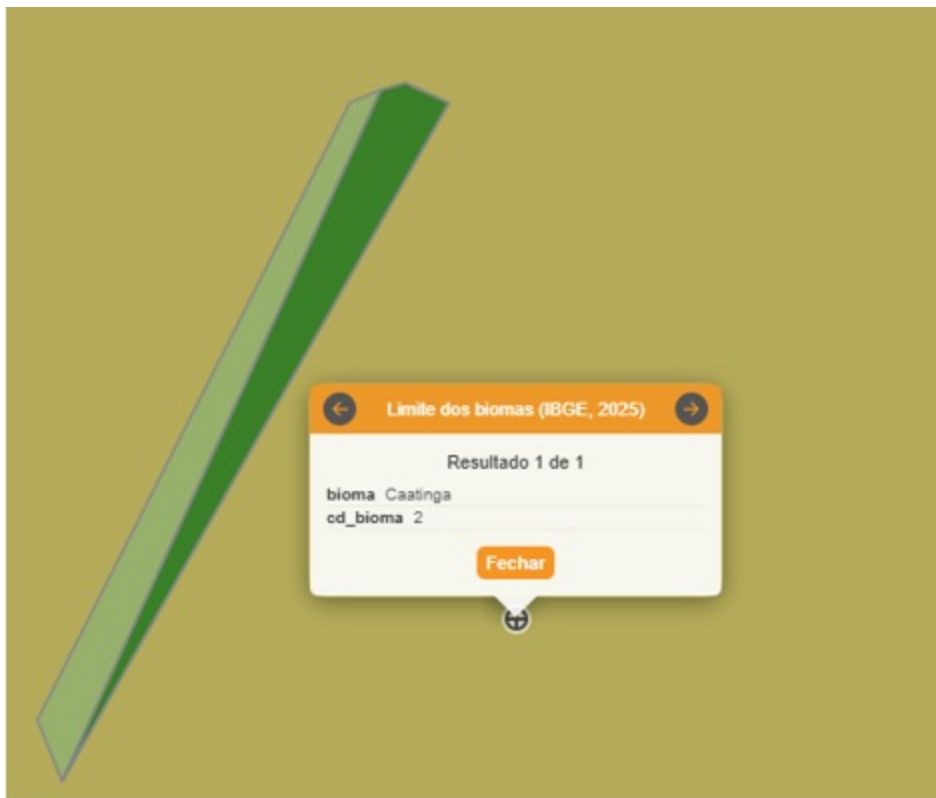 Limite dos biomas (IBGE, 2025)
Resultado 1 de 1
bioma Caatinga
cd_bioma 2
Fechar